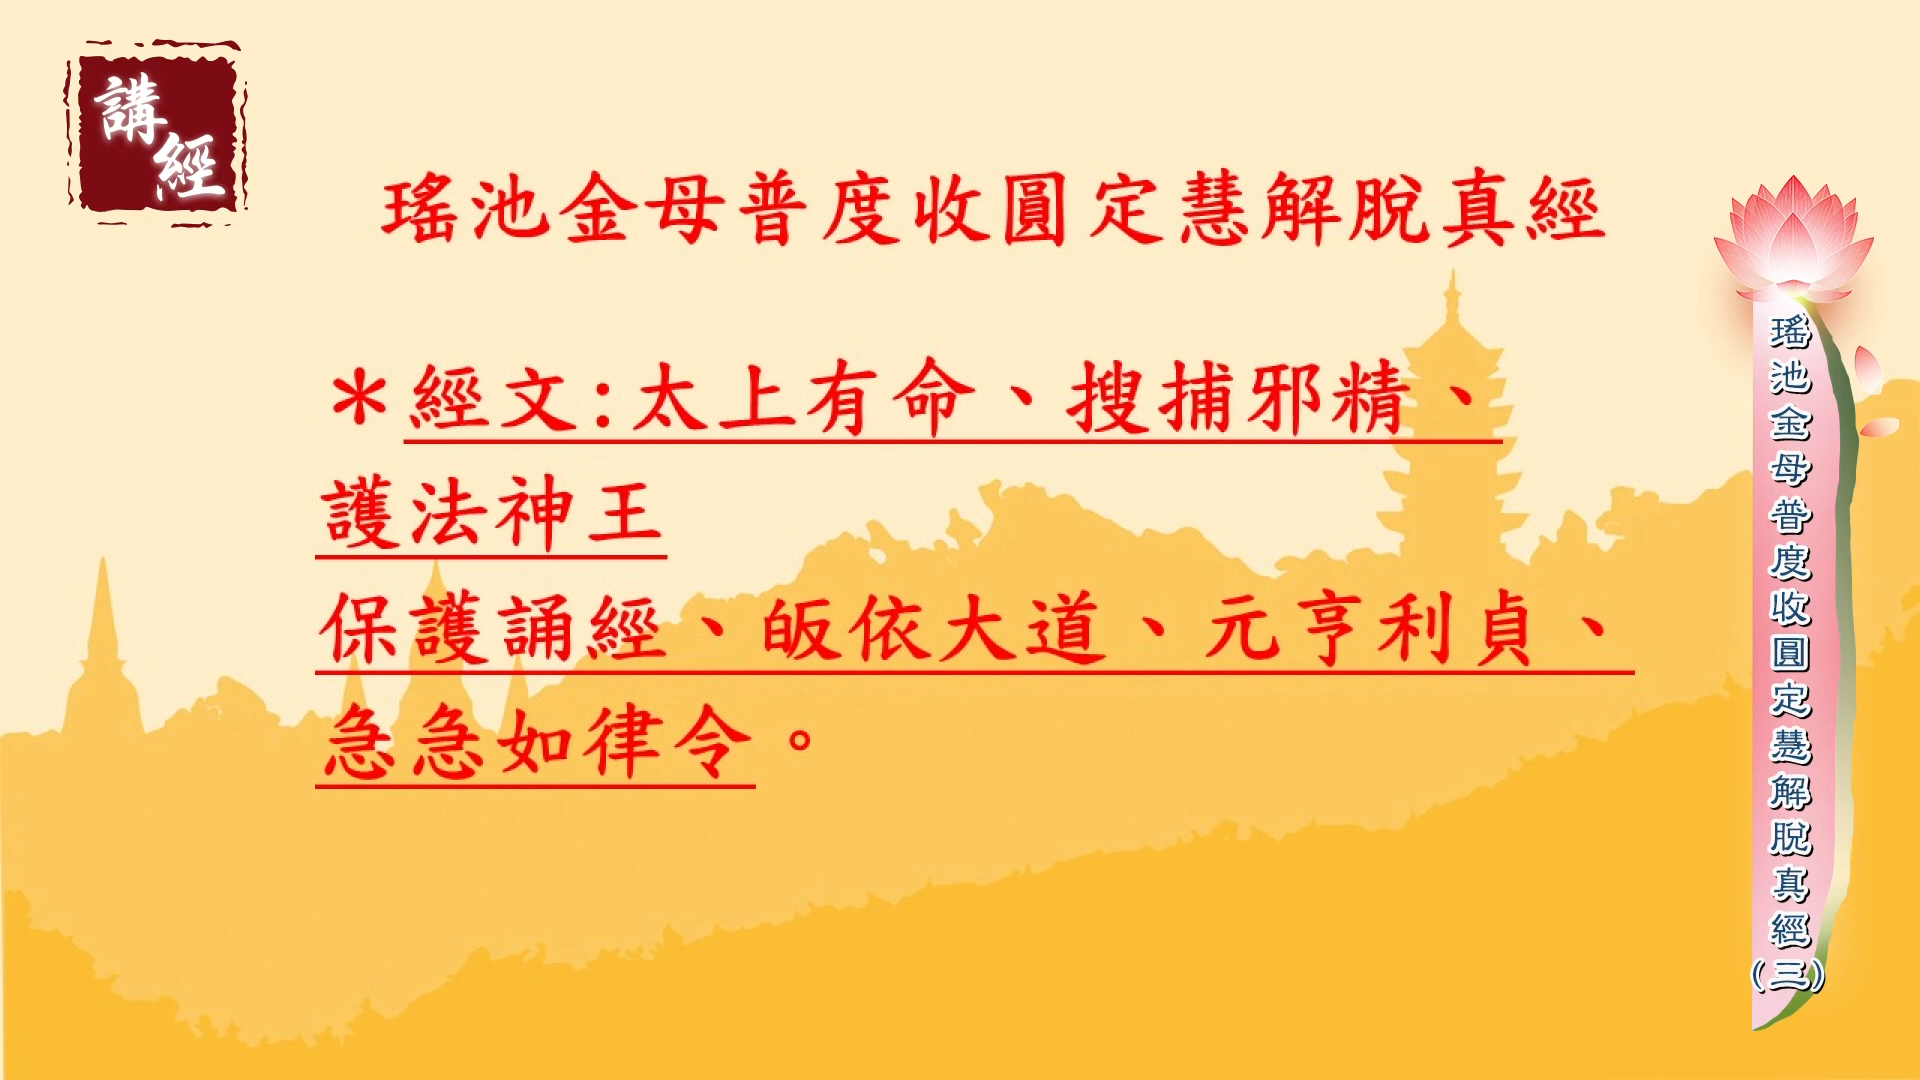 講經
瑤池金母普度收圓定慧解脫真經
＊經文:太上有命、搜捕邪精、
護法神王
保護誦經、皈依大道、元亨利貞、
急急如律令。
瑤池金母普度收圓定慧解脫真經(三)